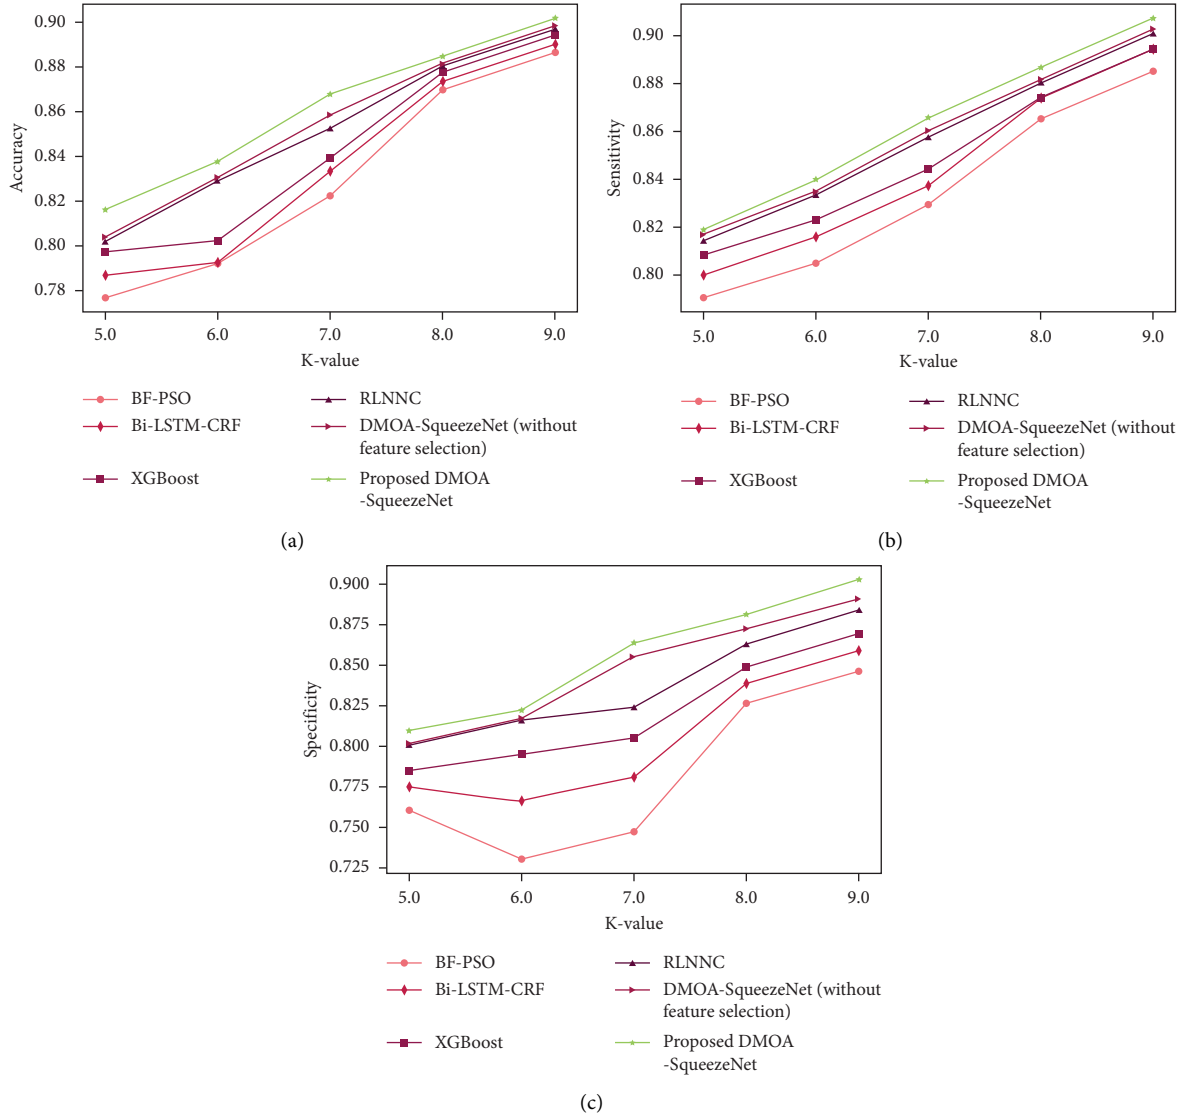 0.90
0.88
0.86
0.84
0.82
0.80
0.78
Accuracy
5.0 6.0 7.0 8.0 9.0
K-value
BF-PSO
Bi-LSTM-CRF
XGBoost
RLNNC
DMOA-SqueezeNet (without
feature selection)
Proposed DMOA
-SqueezeNet
(a)
0.90
0.88
0.86
0.84
0.82
0.80
Sensitivity
5.0 6.0 7.0 8.0 9.0
K-value
BF-PSO
Bi-LSTM-CRF
XGBoost
RLNNC
DMOA-SqueezeNet (without
feature selection)
Proposed DMOA
-SqueezeNet
(b)
0.900
0.875
0.850
0.825
0.800
0.775
0.750
0.725
Specificity
5.0 6.0 7.0 8.0 9.0
K-value
BF-PSO
Bi-LSTM-CRF
XGBoost
RLNNC
DMOA-SqueezeNet (without
feature selection)
Proposed DMOA
-SqueezeNet
(c)